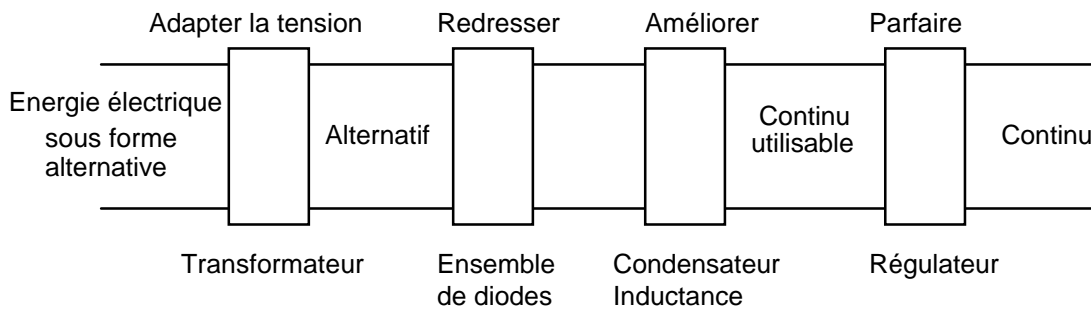 Adapter la tension
Redresser
Améliorer
Parfaire
Energie électrique
sous forme
alternative
Alternatif
Continu
utilisable
Continu
Transformateur
Ensemble
de diodes
Condensateur
Inductance
Régulateur